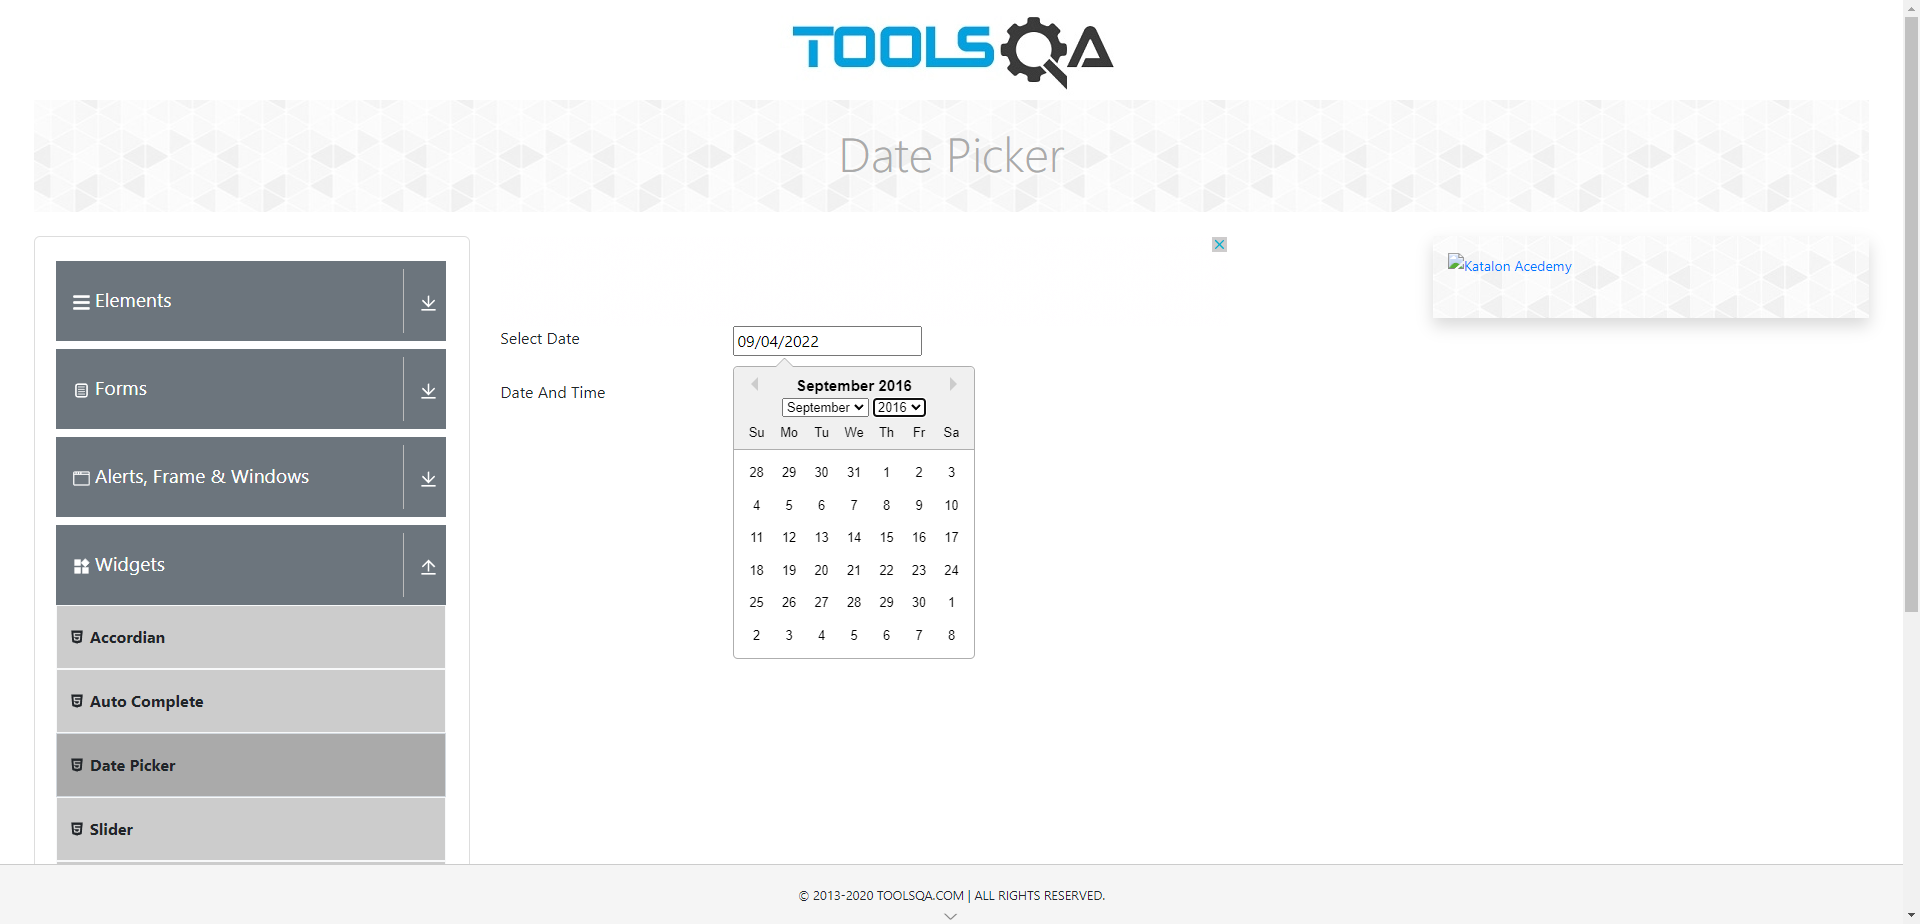 TOOLSQA
Date Picker
Elements
Forms
Alerts, Frame & Windows
Widgets
Accordian
Auto Complete
Date Picker
Slider
Select Date
09/04/2022
Date And Time
September 2016
September 2016
Su Mo Tu We Th Fr Sa
28 29 30 31 1 2 3
4 5 6 7 8 9 10
11 12 13 14 15 16 17
18 19 20 21 22 23 24
25 26 27 28 29 30 1
2 3 4 5 6 7 8
Katalon Acedemy
© 2013-2020 TOOLSQA.COM | ALL RIGHTS RESERVED.